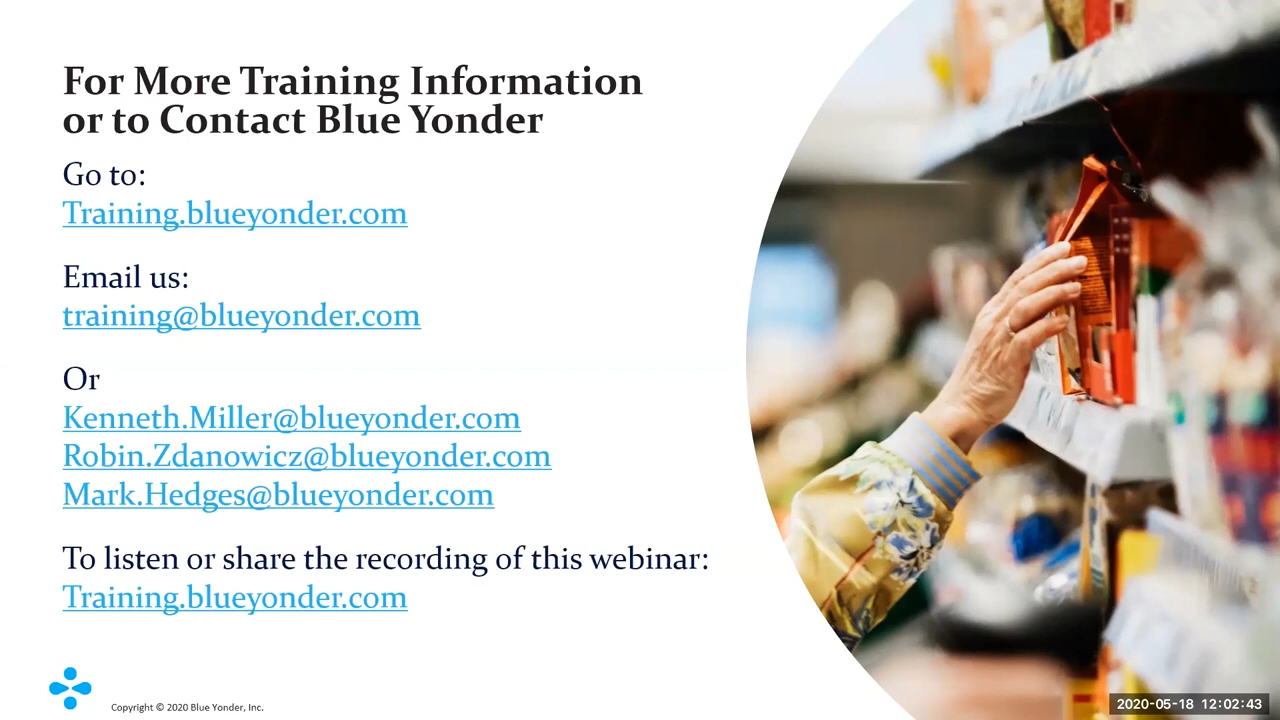 For More Training Information
or to Contact Blue Yonder
Go to:
Training.blueyonder.com
Email us:
training@blueyonder.com
Or
Kenneth.Miller@blueyonder.com
Robin.Zdanowicz@blueyonder.com
Mark.Hedges@blueyonder.com
To listen or share the recording of this webinar:
Training.blueyonder.com
Copyright © 2020 Blue Yonder, Inc.
2020-05-18 12:02:43